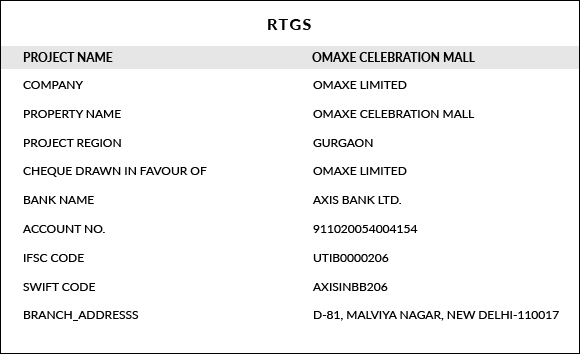 RTGS
PROJECT NAME OMAXE CELEBRATION MALL
COMPANY OMAXE LIMITED
PROPERTY NAME OMAXE CELEBRATION MALL
PROJECT REGION GURGAON
CHEQUE DRAWN IN FAVOUR OF OMAXE LIMITED
BANK NAME AXIS BANK LTD.
ACCOUNT NO. 911020054004154
IFSC CODE UTIB0000206
SWIFT CODE AXISINBB206
BRANCH_ADDRESSS D-81, MALVIYA NAGAR, NEW DELHI-110017